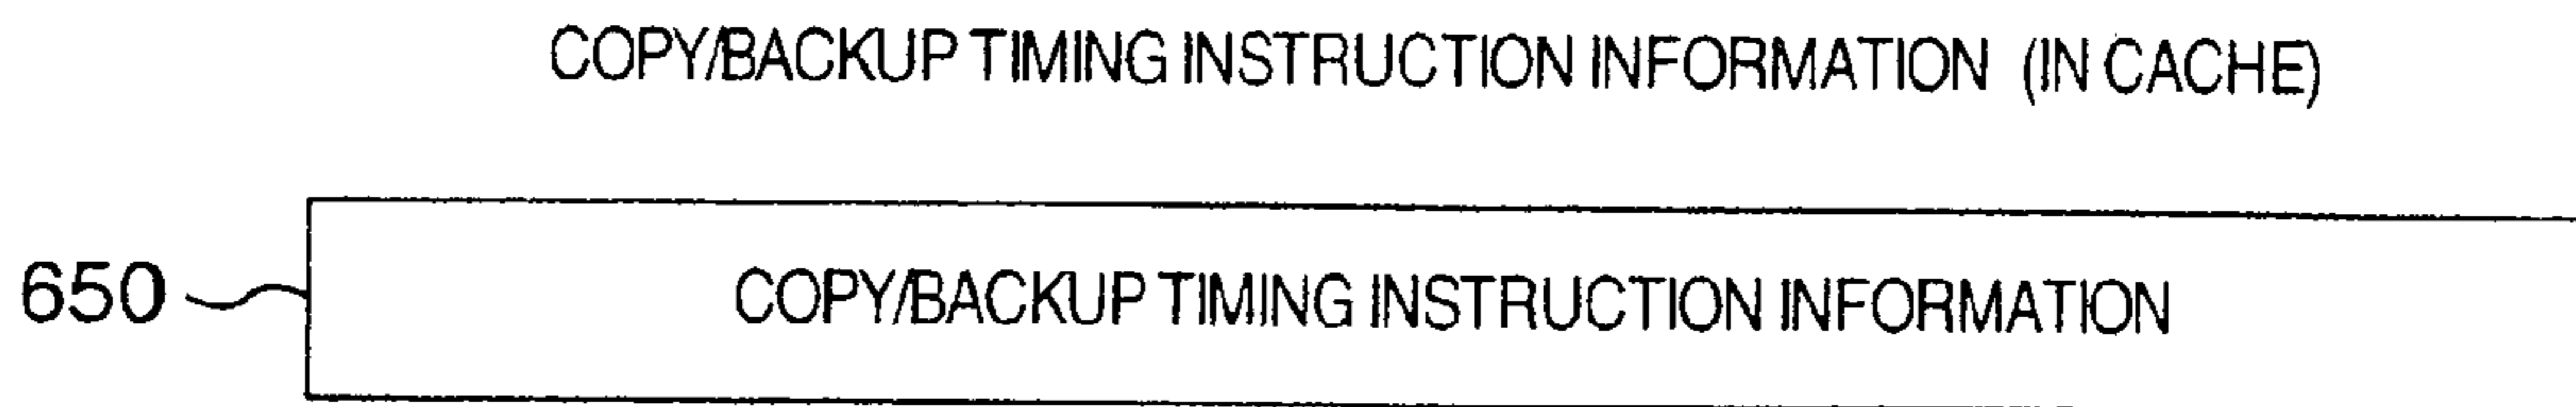 COPY/BACKUP TIMING INSTRUCTION INFORMATION (IN CACHE)
650 COPY/BACKUP TIMING INSTRUCTION INFORMATION